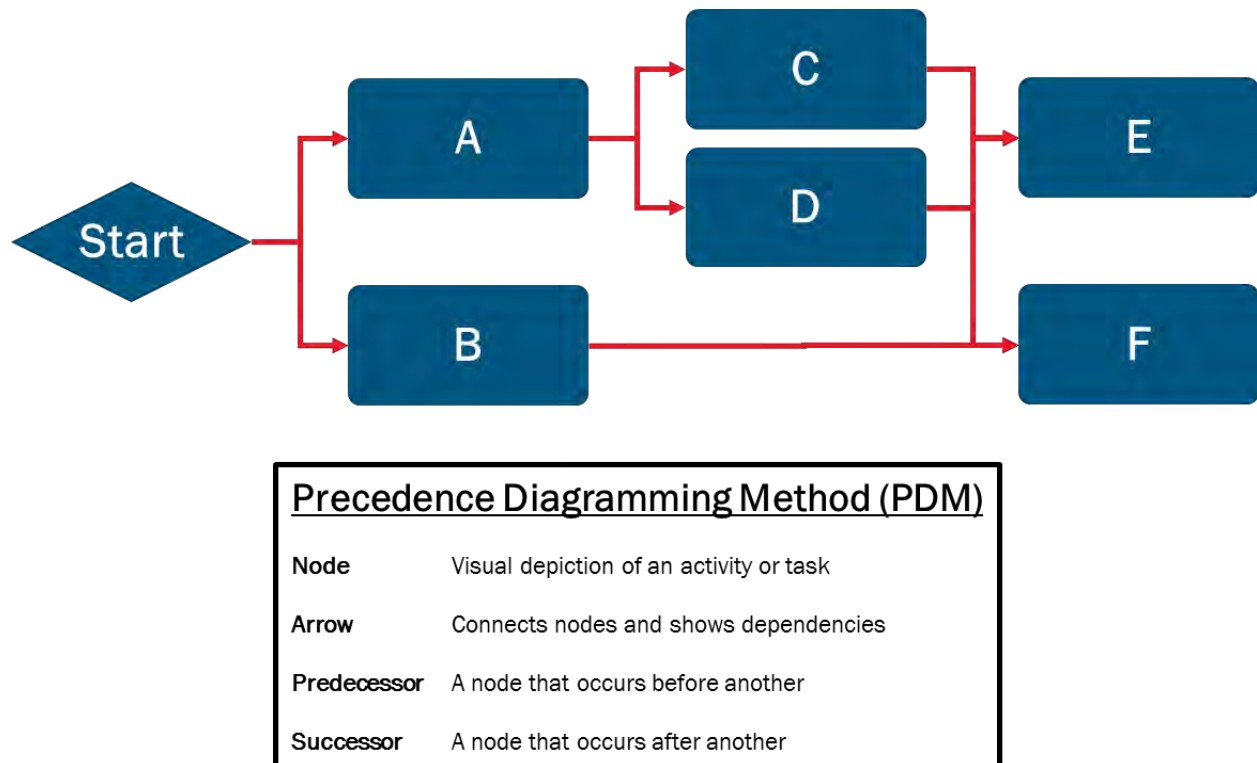 C
A
E
D
Start
B
F
Precedence Diagramming Method (PDM)
Node Visual depiction of an activity or task
Arrow Connects nodes and shows dependencies
Predecessor A node that occurs before another
Successor A node that occurs after another